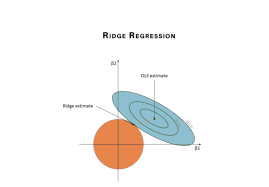 RIDGE REGRESSION
β2
OLS estimate
Ridge estimate
β1